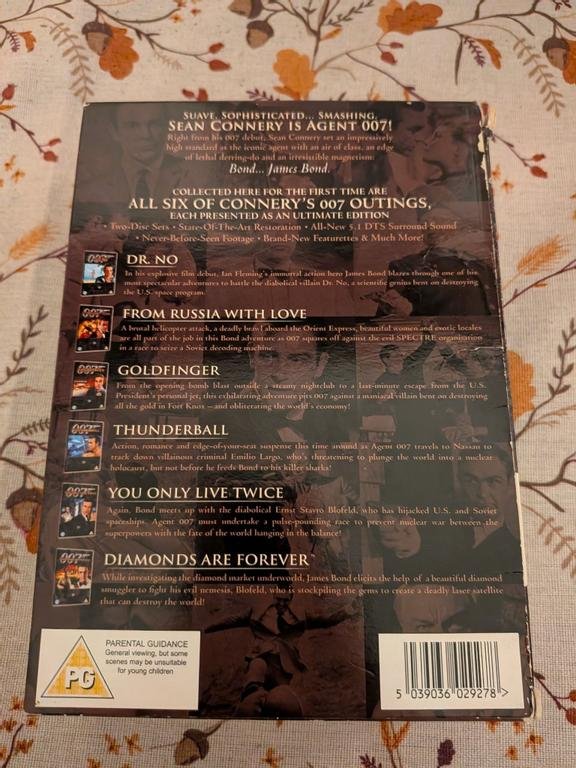 SUAVE, SOPHISTICATED... SMASHING.
SEAN CONNERY IS AGENT 007!
Right from his 007 debut, Sean Connery set an impressively
high standard as the iconic agent with an air of class, an edge
of lethal derring-do and an irresistible magnetism:
Bond... James Bond.
COLLECTED HERE FOR THE FIRST TIME ARE
ALL SIX OF CONNERY'S 007 OUTINGS,
EACH PRESENTED AS AN ULTIMATE EDITION
• Two-Disc Sets • State-Of-The-Art Restoration • All-New 5.1 DTS Surround Sound
• Never-Before-Seen Footage • Brand-New Featurettes & Much More!
007
DR. NO
In his explosive film debut, Ian Fleming's immortal action hero James Bond blazes through one of his
most spectacular adventures to battle the diabolical villain Dr. No, a scientific genius bent on destroying
the U.S. space program.
007
FROM RUSSIA WITH LOVE
A brutal helicopter attack, a deadly brawl aboard the Orient Express, beautiful women and exotic locales
are all part of the job in this Bond adventure as 007 squares off against the evil SPECTRE organization
in a race to seize a Soviet decoding machine.
007
GOLDFINGER
From the opening bomb blast outside a steamy nightclub to a last-minute escape from the U.S.
President's personal jet, this exhilarating adventure pits 007 against a maniacal villain bent on destroying
all the gold in Fort Knox — and obliterating the world's economy!
007
THUNDERBALL
Action, romance and edge-of-your-seat suspense this time around as Agent 007 travels to Nassau to
track down villainous criminal Emilio Largo, who's threatening to plunge the world into a nuclear
holocaust, but not before he feeds Bond to his killer sharks!
007
YOU ONLY LIVE TWICE
Again, Bond meets up with the diabolical Ernst Stavro Blofeld, who has hijacked U.S. and Soviet
spaceships. Agent 007 must undertake a pulse-pounding race to prevent nuclear war between the
superpowers with the fate of the world hanging in the balance!
007
DIAMONDS ARE FOREVER
While investigating the diamond market underworld, James Bond elicits the help of a beautiful diamond
smuggler to fight his evil nemesis, Blofeld, who is stockpiling the gems to create a deadly laser satellite
that can destroy the world!
PG
PARENTAL GUIDANCE
General viewing, but some
scenes may be unsuitable
for young children
5 039036 029278 >